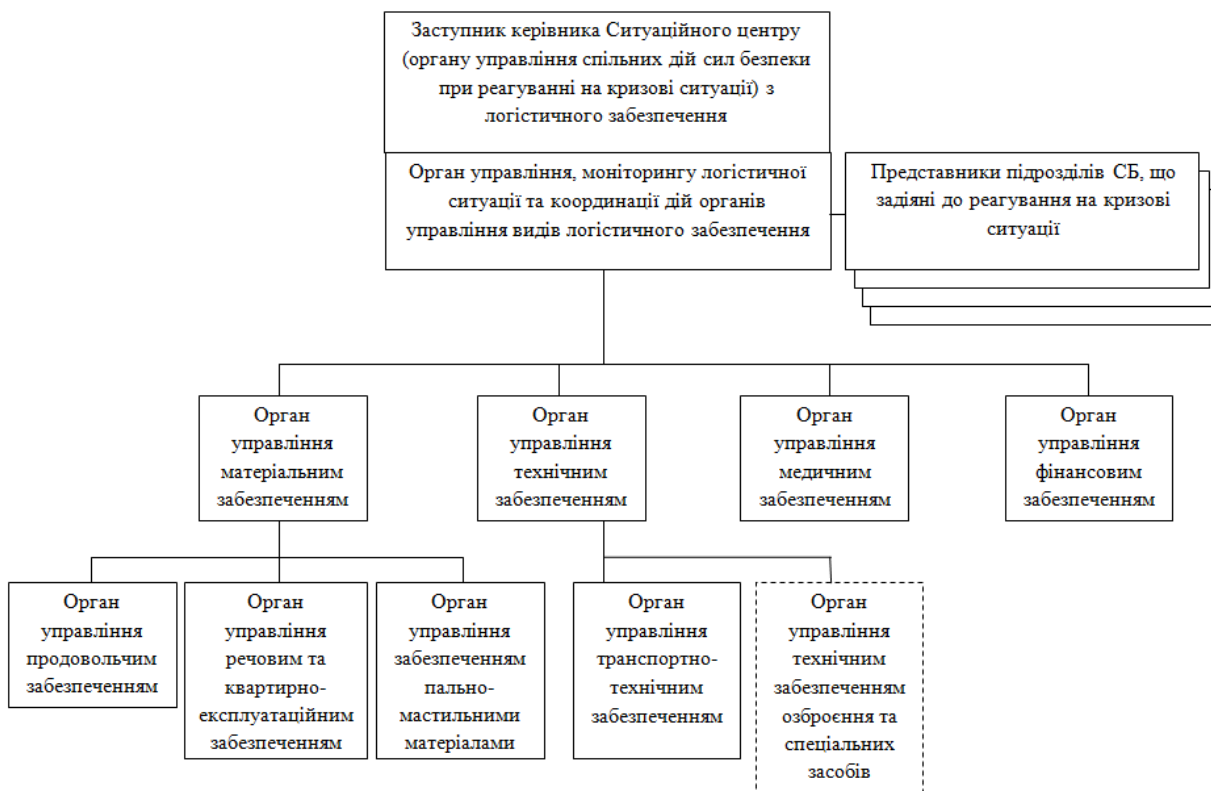 Заступник керівника Ситуаційного центру
(органу управління спільних дій сил безпеки
при реагуванні на кризові ситуації) з
логістичного забезпечення
Орган управління, моніторингу логістичної
ситуації та координації дій органів
управління видів логістичного забезпечення
Представники підрозділів СБ, що
задіяні до реагування на кризові
ситуації
Орган
управління
матеріальним
забезпеченням
Орган
управління
технічним
забезпеченням
Орган
управління
медичним
забезпеченням
Орган
управління
фінансовим
забезпеченням
Орган
управління
продовольчим
забезпеченням
Орган
управління
речовим та
квартирно-
експлуатаційним
забезпеченням
Орган
управління
забезпеченням
пально-
мастильними
матеріалами
Орган
управління
транспортно-
технічним
забезпеченням
Орган
управління
технічним
забезпеченням
озброєння та
спеціальних
засобів